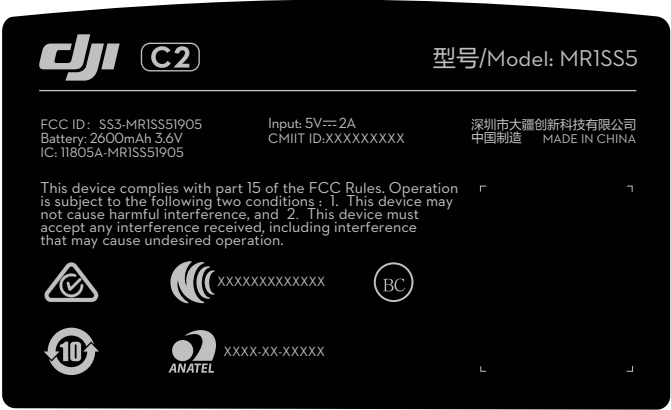 dji C2
型号/Model: MR1SS5
FCC ID: SS3-MR1SS51905
Battery: 2600mAh 3.6V
IC: 11805A-MR1SS51905
Input: 5V⎓2A
CMIIT ID:XXXXXXXXX
深圳市大疆创新科技有限公司
中国制造 MADE IN CHINA
This device complies with part 15 of the FCC Rules. Operation
is subject to the following two conditions : 1. This device may
not cause harmful interference, and 2. This device must
accept any interference received, including interference
that may cause undesired operation.
XXXXXXXXXXXXX
BC
10
ANATEL
XXXX-XX-XXXXX